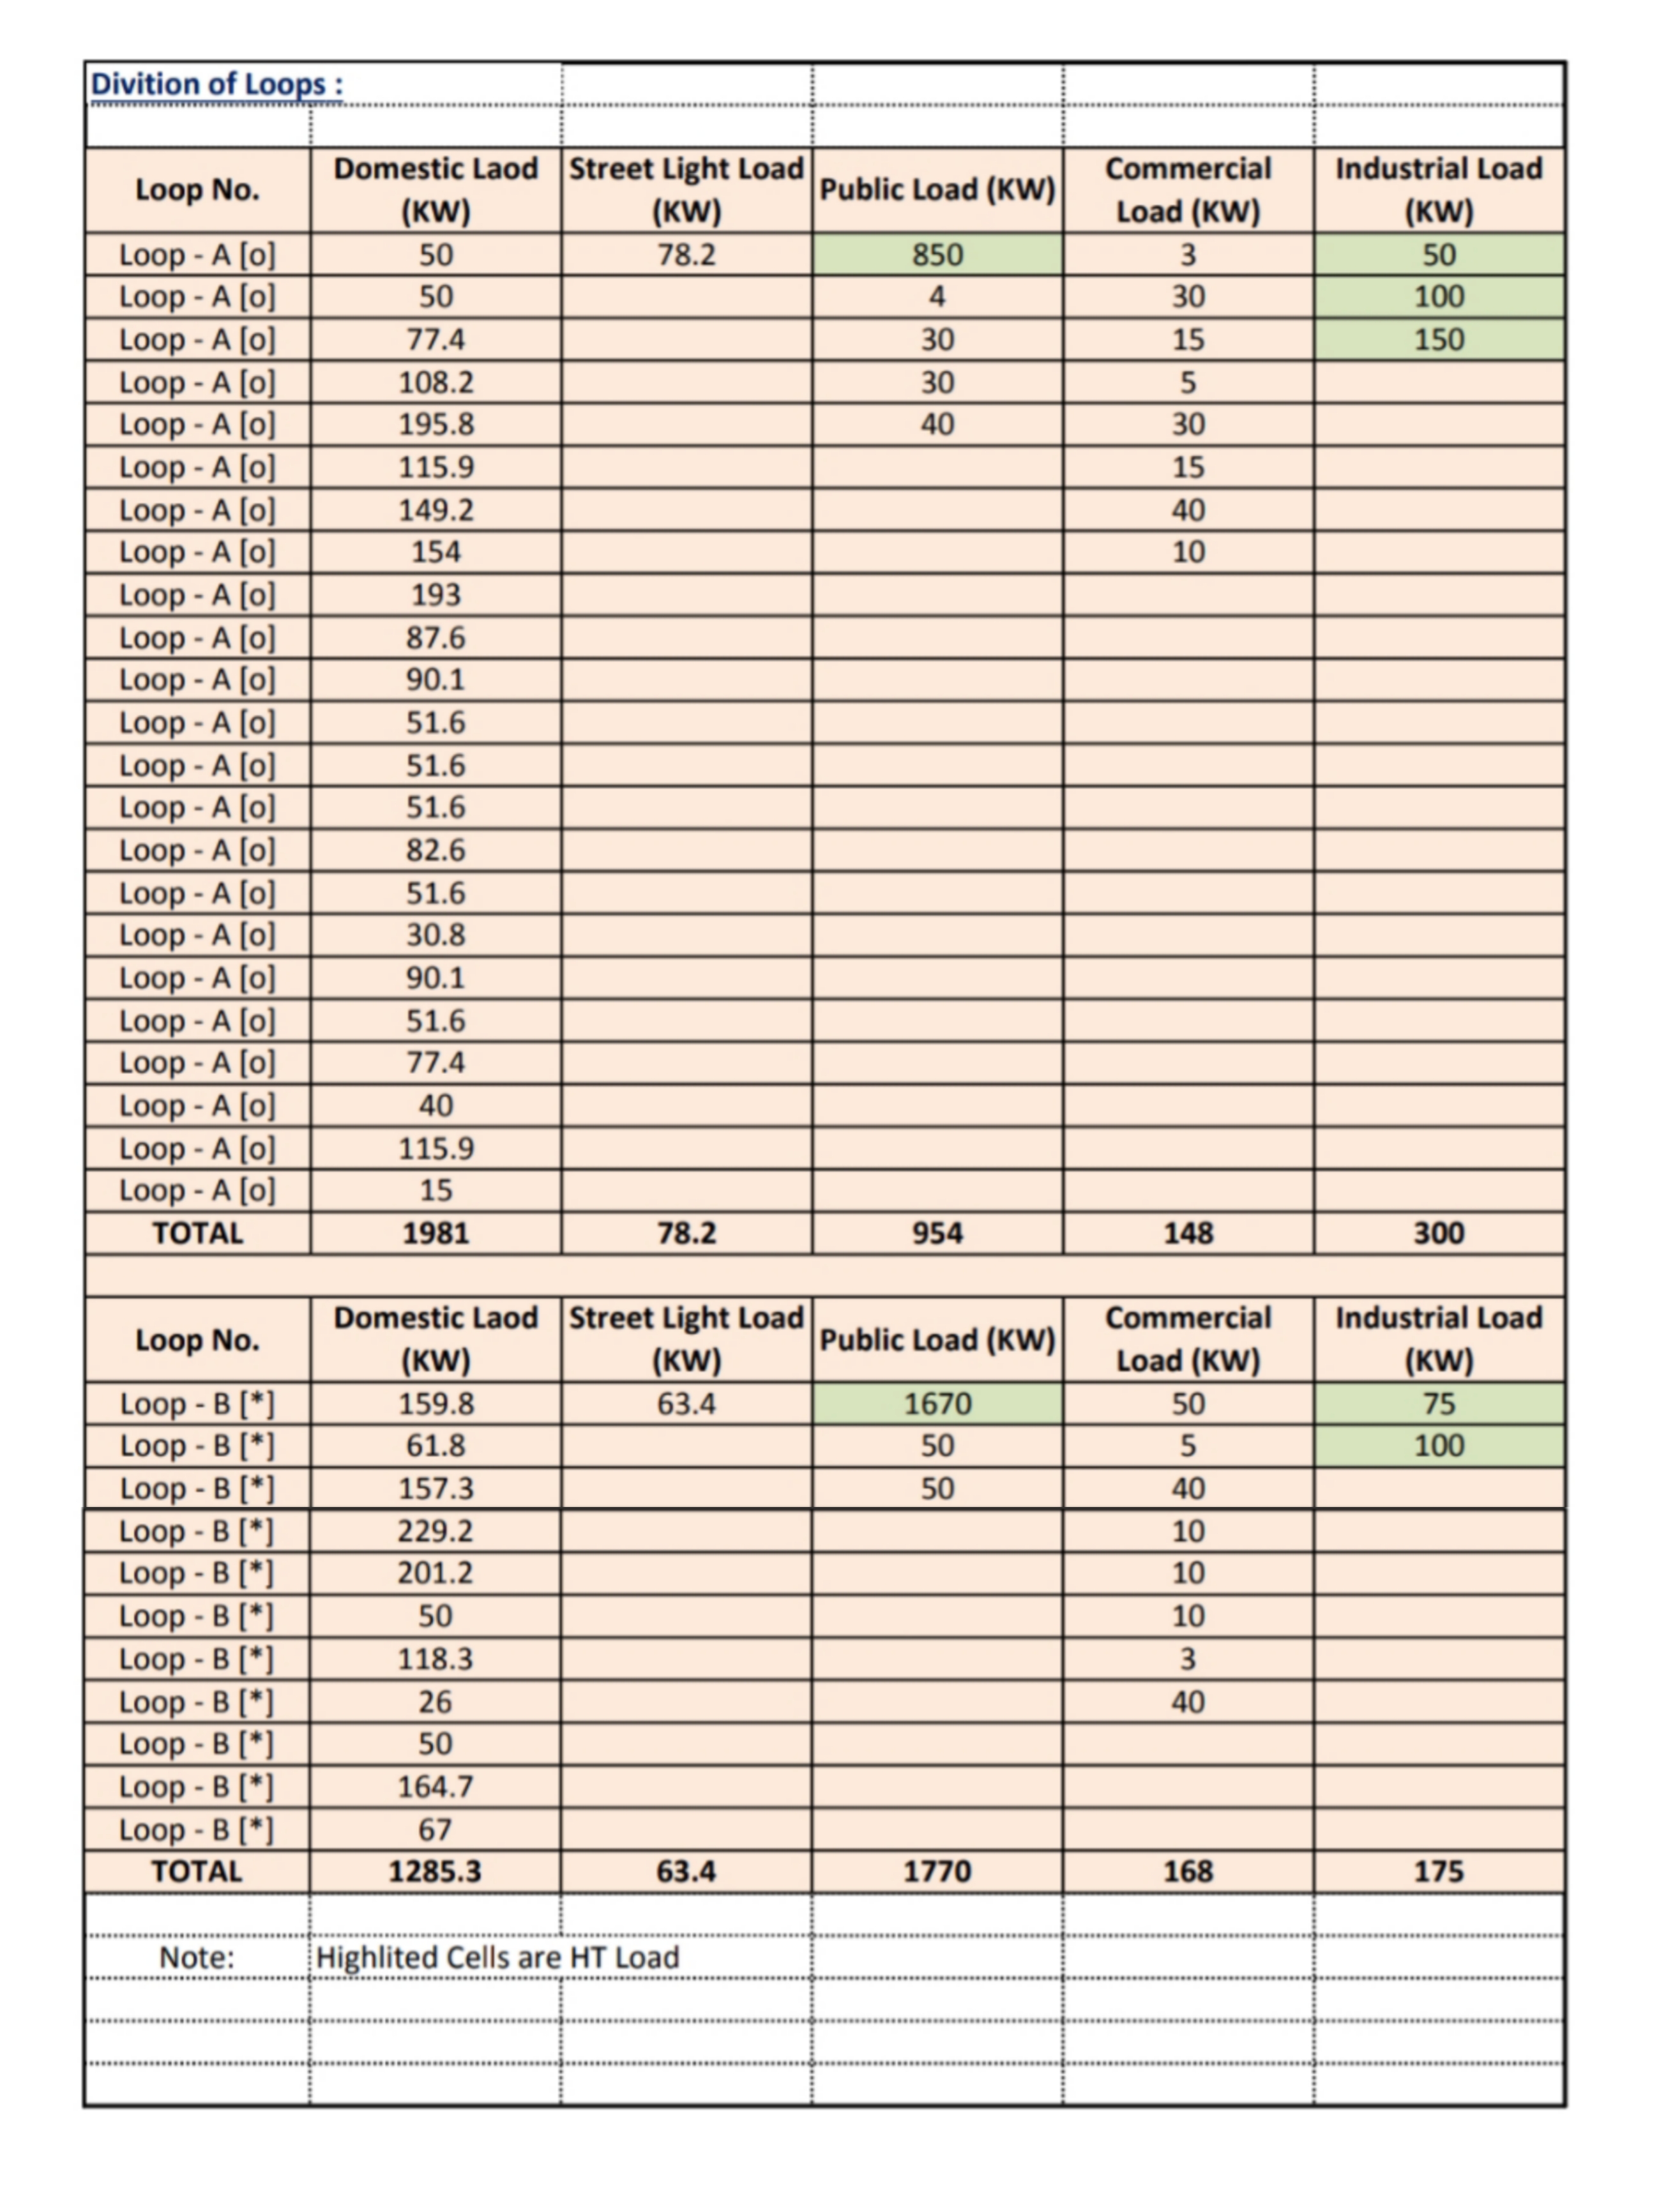 Divition of Loops :
Loop No. Domestic Laod (KW) Street Light Load (KW) Public Load (KW) Commercial Load (KW) Industrial Load (KW)
Loop - A [o] 50 78.2 850 3 50
Loop - A [o] 50 4 30 100
Loop - A [o] 77.4 30 15 150
Loop - A [o] 108.2 30 5
Loop - A [o] 195.8 40 30
Loop - A [o] 115.9 15
Loop - A [o] 149.2 40
Loop - A [o] 154 10
Loop - A [o] 193
Loop - A [o] 87.6
Loop - A [o] 90.1
Loop - A [o] 51.6
Loop - A [o] 51.6
Loop - A [o] 51.6
Loop - A [o] 82.6
Loop - A [o] 51.6
Loop - A [o] 30.8
Loop - A [o] 90.1
Loop - A [o] 51.6
Loop - A [o] 77.4
Loop - A [o] 40
Loop - A [o] 115.9
Loop - A [o] 15
TOTAL 1981 78.2 954 148 300
Loop No. Domestic Laod (KW) Street Light Load (KW) Public Load (KW) Commercial Load (KW) Industrial Load (KW)
Loop - B [*] 159.8 63.4 1670 50 75
Loop - B [*] 61.8 50 5 100
Loop - B [*] 157.3 50 40
Loop - B [*] 229.2 10
Loop - B [*] 201.2 10
Loop - B [*] 50 10
Loop - B [*] 118.3 3
Loop - B [*] 26 40
Loop - B [*] 50
Loop - B [*] 164.7
Loop - B [*] 67
TOTAL 1285.3 63.4 1770 168 175
Note: Highlited Cells are HT Load